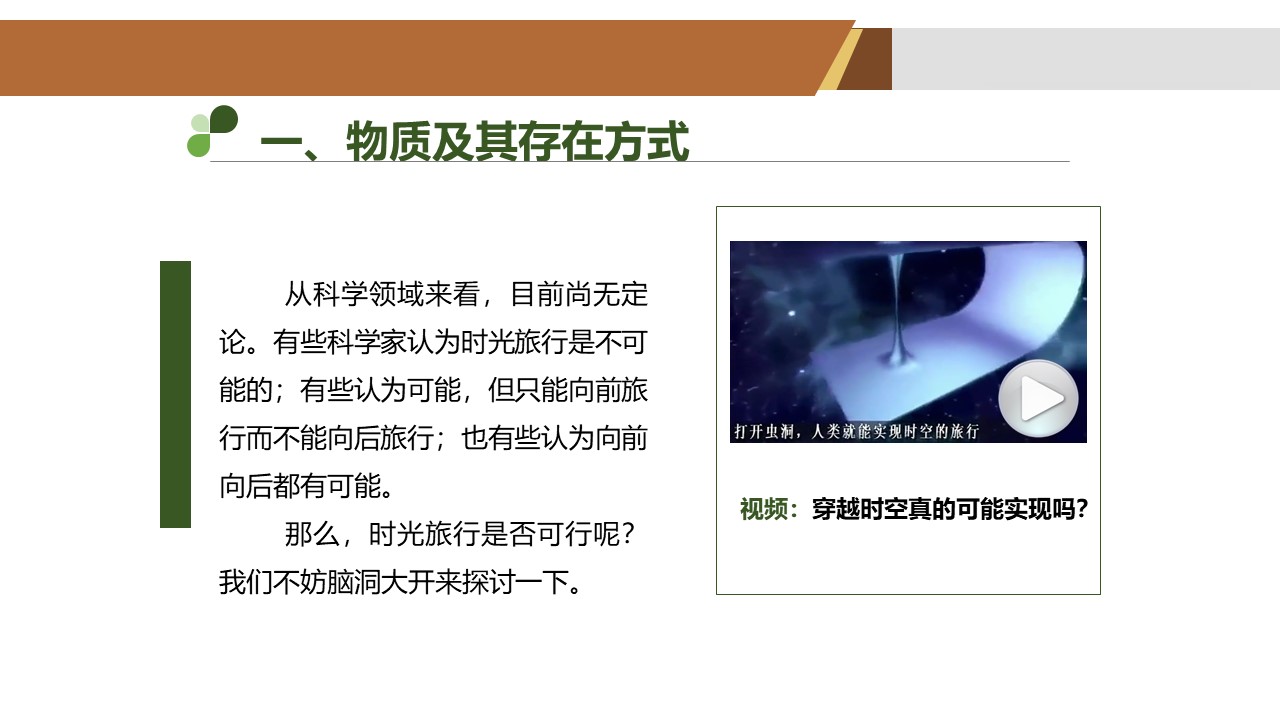 一、物质及其存在方式
从科学领域来看，目前尚无定
论。有些科学家认为时光旅行是不可
能的；有些认为可能，但只能向前旅
行而不能向后旅行；也有些认为向前
向后都有可能。
那么，时光旅行是否可行呢？
我们不妨脑洞大开来探讨一下。
打开虫洞，人类就能实现时空的旅行
视频：穿越时空真的可能实现吗？